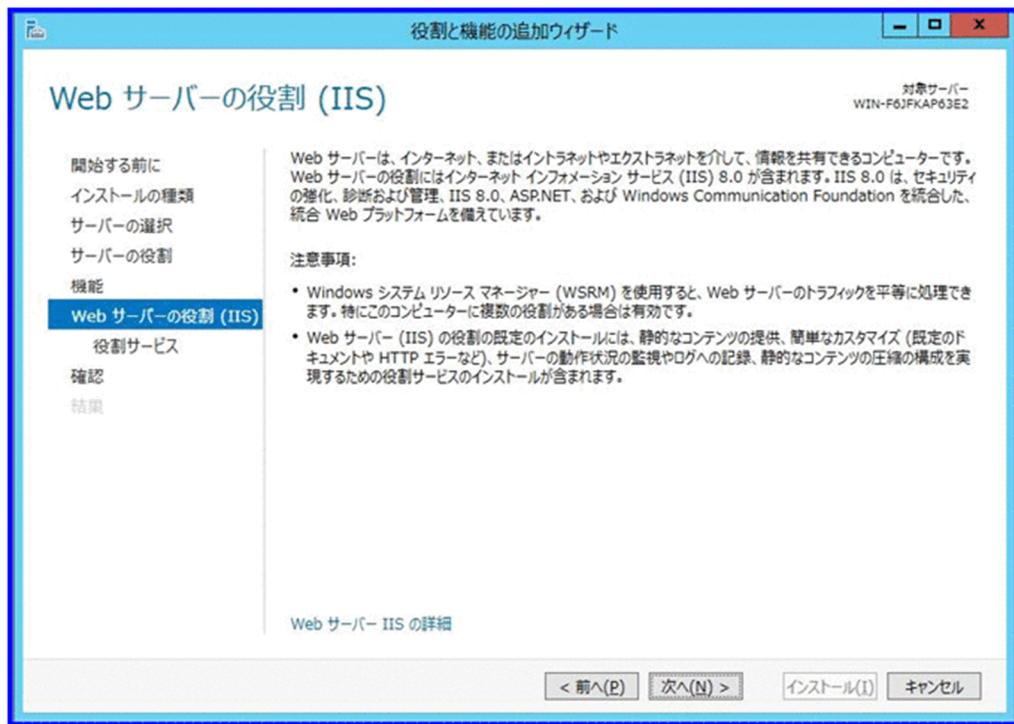 役割と機能の追加ウィザード
Web サーバーの役割 (IIS)
対象サーバー
WIN-F6JFKAP63E2
開始する前に
インストールの種類
サーバーの選択
サーバーの役割
機能
Web サーバーの役割 (IIS)
役割サービス
確認
結果
Web サーバーは、インターネット、またはイントラネットやエクストラネットを介して、情報を共有できるコンピューターです。
Web サーバーの役割にはインターネット インフォメーション サービス (IIS) 8.0 が含まれます。IIS 8.0 は、セキュリティ
の強化、診断および管理、IIS 8.0、ASP.NET、および Windows Communication Foundation を統合した、
統合 Web プラットフォームを備えています。
注意事項:
• Windows システム リソース マネージャー (WSRM) を使用すると、Web サーバーのトラフィックを平等に処理でき
ます。特にこのコンピューターに複数の役割がある場合は有効です。
• Web サーバー (IIS) の役割の既定のインストールには、静的なコンテンツの提供、簡単なカスタマイズ (既定のド
キュメントや HTTP エラーなど)、サーバーの動作状況の監視やログへの記録、静的なコンテンツの圧縮の構成を実
現するための役割サービスのインストールが含まれます。
Web サーバー IIS の詳細
< 前へ(P)
次へ(N) >
インストール(I)
キャンセル